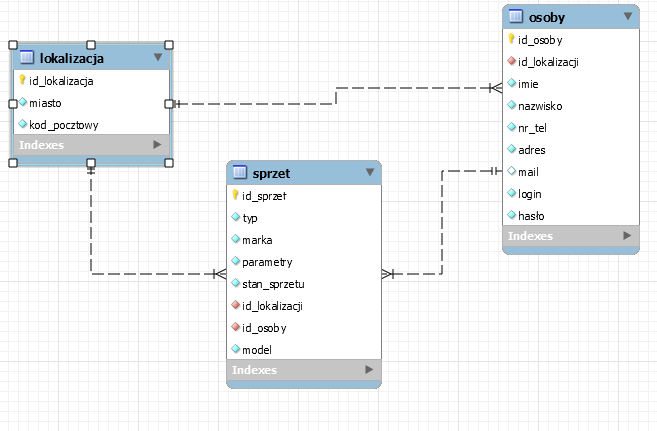 lokalizacja
id_lokalizacja
miasto
kod_pocztowy
Indexes
sprzet
id_sprzet
typ
marka
parametry
stan_sprzetu
id_lokalizacji
id_osoby
model
Indexes
osoby
id_osoby
id_lokalizacji
imie
nazwisko
nr_tel
adres
mail
login
hasło
Indexes